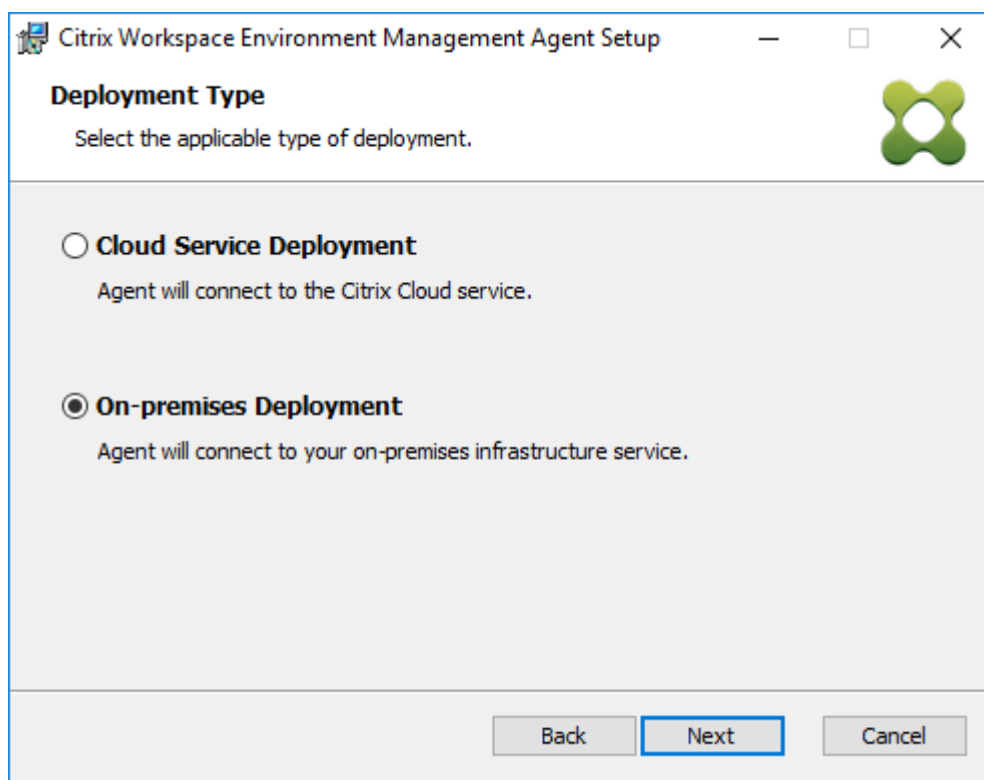 Citrix Workspace Environment Management Agent Setup
Deployment Type
Select the applicable type of deployment.
Cloud Service Deployment
Agent will connect to the Citrix Cloud service.
On-premises Deployment
Agent will connect to your on-premises infrastructure service.
Back Next Cancel